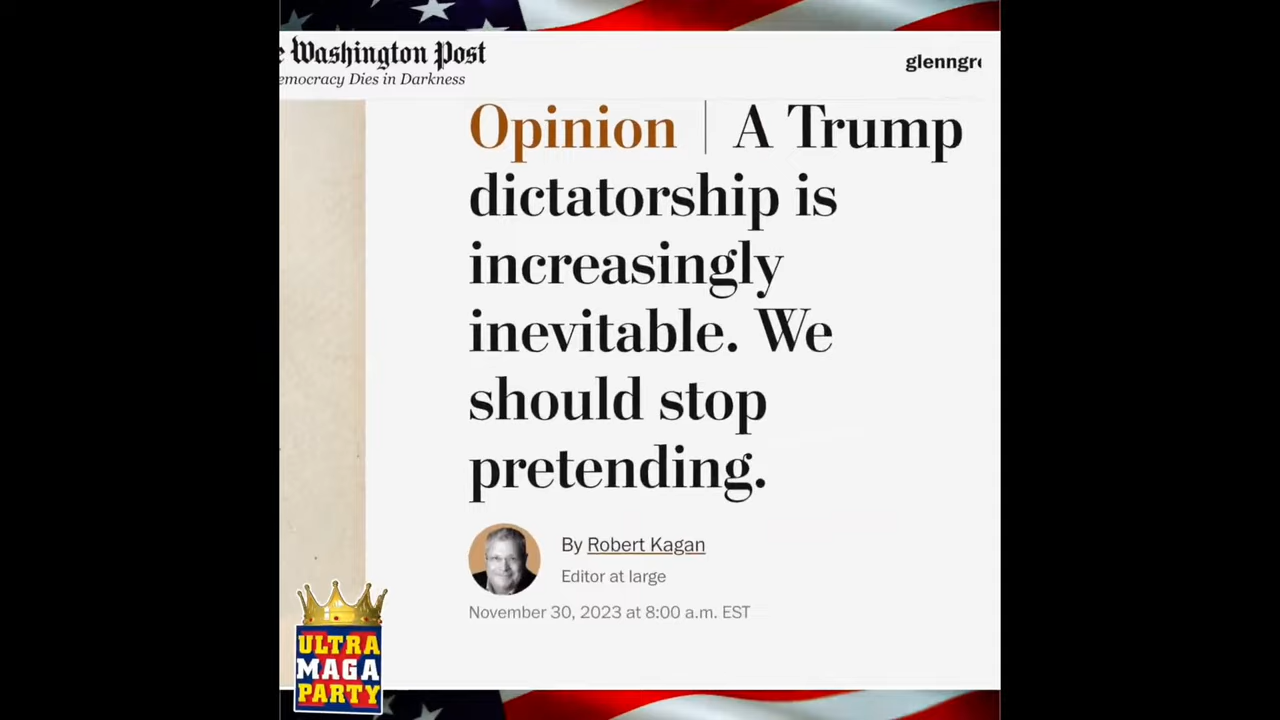 e Washington Post
emocracy Dies in Darkness
glenngr
Opinion | A Trump
dictatorship is
increasingly
inevitable. We
should stop
pretending.
By Robert Kagan
Editor at large
November 30, 2023 at 8:00 a.m. EST
ULTRA
MAGA
PARTY